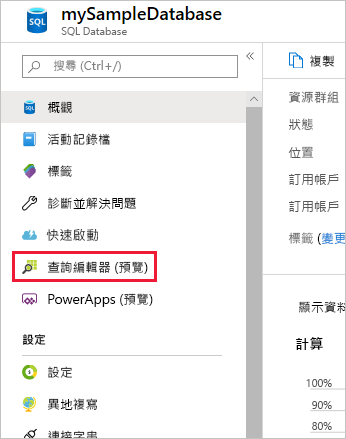 mySampleDatabase
SQL Database
搜尋 (Ctrl+/)
概觀
活動記錄檔
標籤
診斷並解決問題
快速啟動
查詢編輯器 (預覽)
PowerApps (預覽)
設定
設定
異地複寫
連接字串
複製
資源群組
狀態
位置
訂用帳戶
訂用帳戶
標籤 (變更
顯示資料
計算
100%
90%
80%